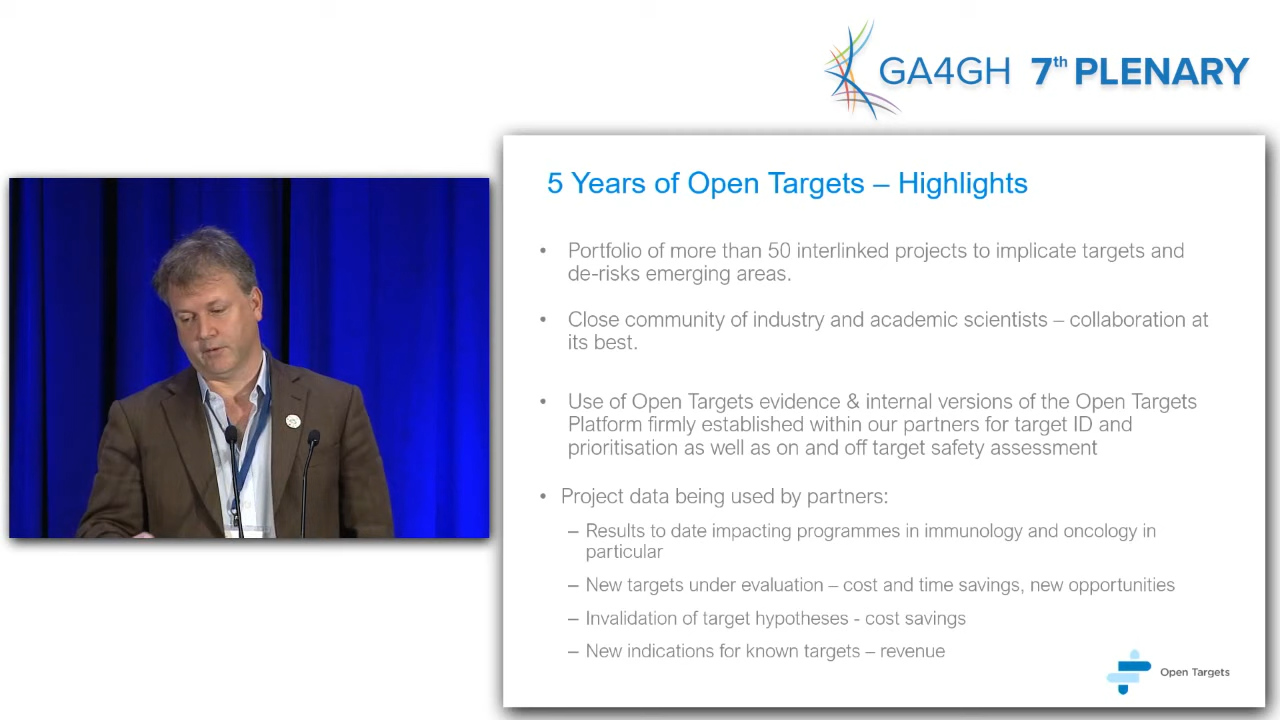 GA4GH 7th PLENARY
5 Years of Open Targets – Highlights
• Portfolio of more than 50 interlinked projects to implicate targets and
de-risks emerging areas.
• Close community of industry and academic scientists – collaboration at
its best.
• Use of Open Targets evidence & internal versions of the Open Targets
Platform firmly established within our partners for target ID and
prioritisation as well as on and off target safety assessment
• Project data being used by partners:
– Results to date impacting programmes in immunology and oncology in
particular
– New targets under evaluation – cost and time savings, new opportunities
– Invalidation of target hypotheses - cost savings
– New indications for known targets – revenue
Open Targets